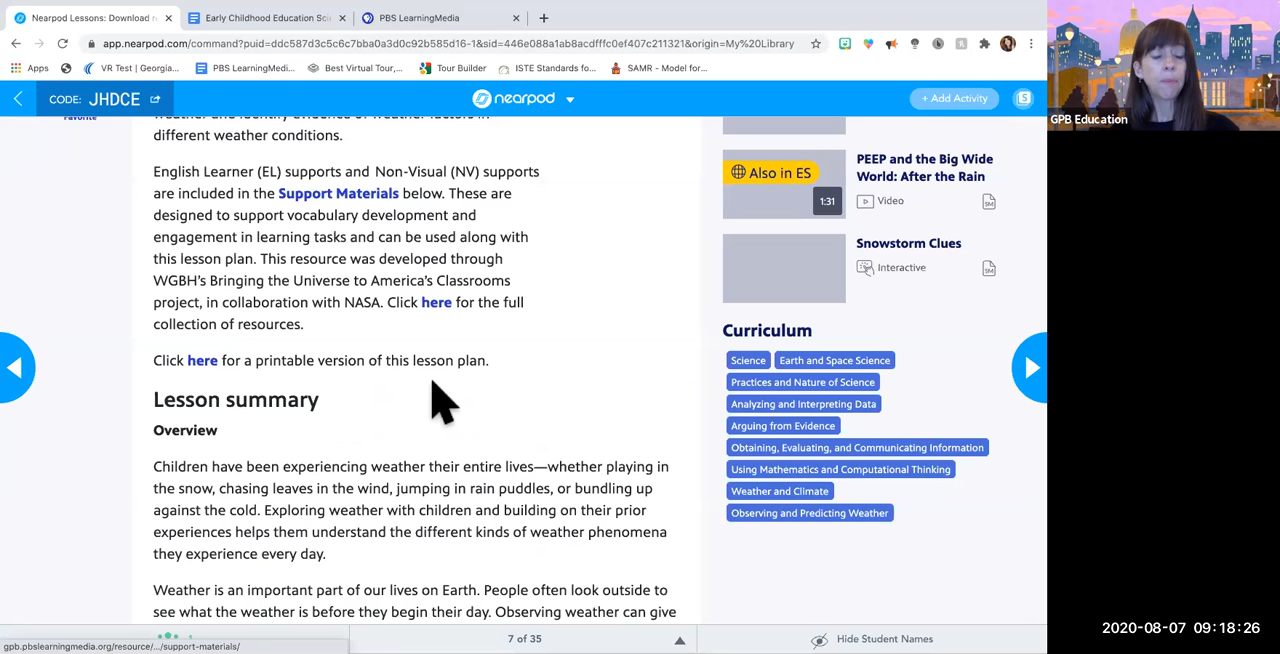 Nearpod Lessons: Download r
Early Childhood Education Sci
PBS LearningMedia
app.nearpod.com/command?puid=ddc587d3c5c6c7bba0a3d0c92b585d16-1&sid=446e088a1ab8acdfffc0ef407c211321&origin=My%20Library
Apps
VR Test | Georgia...
PBS LearningMedi...
Best Virtual Tour,...
Tour Builder
ISTE Standards fo...
SAMR - Model for...
CODE: JHDCE
nearpod
+ Add Activity
S
Favorite
weather and identify evidence of weather factors in
different weather conditions.
English Learner (EL) supports and Non-Visual (NV) supports
are included in the Support Materials below. These are
designed to support vocabulary development and
engagement in learning tasks and can be used along with
this lesson plan. This resource was developed through
WGBH's Bringing the Universe to America's Classrooms
project, in collaboration with NASA. Click here for the full
collection of resources.
Click here for a printable version of this lesson plan.
Lesson summary
Overview
Children have been experiencing weather their entire lives—whether playing in
the snow, chasing leaves in the wind, jumping in rain puddles, or bundling up
against the cold. Exploring weather with children and building on their prior
experiences helps them understand the different kinds of weather phenomena
they experience every day.
Weather is an important part of our lives on Earth. People often look outside to
see what the weather is before they begin their day. Observing weather can give
Also in ES
1:31
PEEP and the Big Wide
World: After the Rain
Video
SM
Snowstorm Clues
Interactive
SM
Curriculum
Science
Earth and Space Science
Practices and Nature of Science
Analyzing and Interpreting Data
Arguing from Evidence
Obtaining, Evaluating, and Communicating Information
Using Mathematics and Computational Thinking
Weather and Climate
Observing and Predicting Weather
7 of 35
Hide Student Names
gpb.pbslearningmedia.org/resource/.../support-materials/
GPB Education
2020-08-07 09:18:26